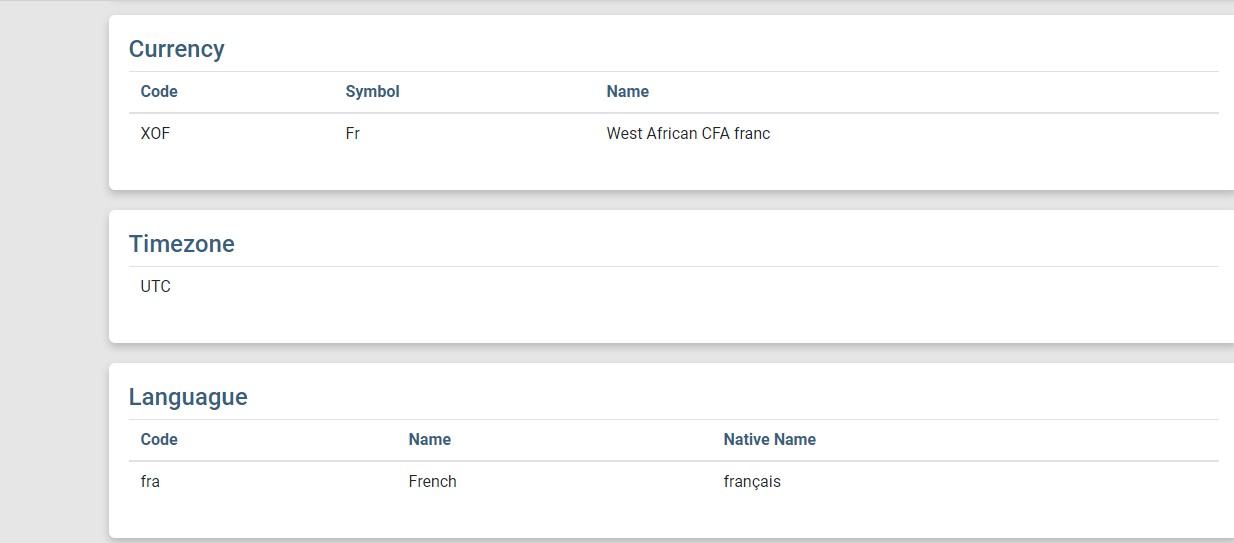 Currency
Code Symbol Name
XOF Fr West African CFA franc
Timezone
UTC
Languague
Code Name Native Name
fra French français